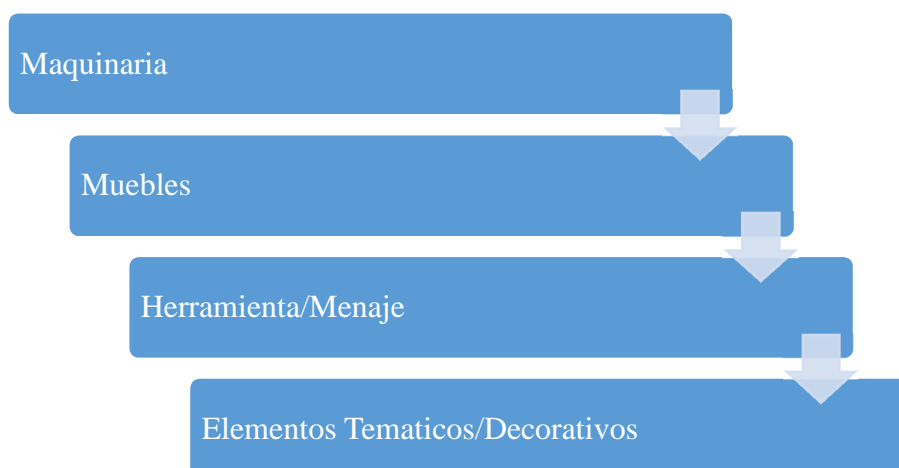 Maquinaria
Muebles
Herramienta/Menaje
Elementos Tematicos/Decorativos